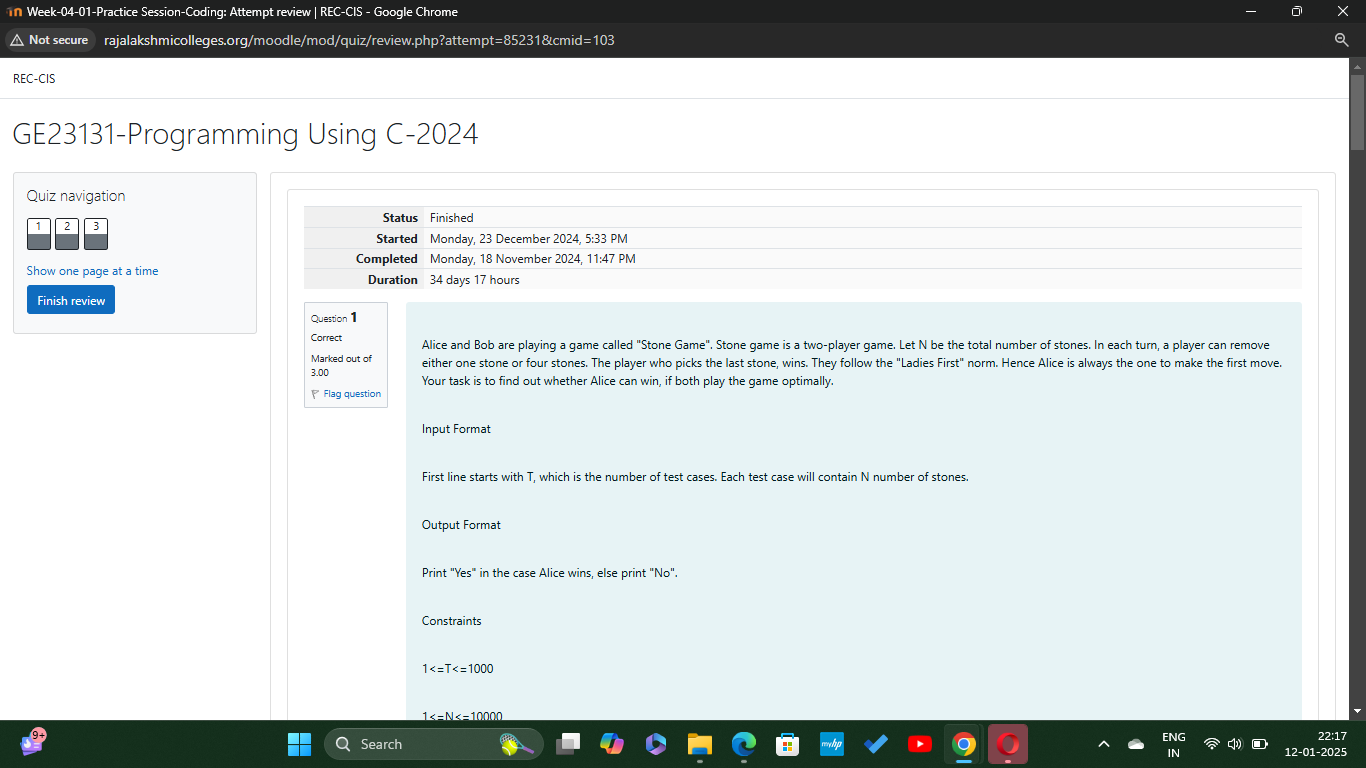 Week-04-01-Practice Session-Coding: Attempt review | REC-CIS - Google Chrome
Not secure rajalakshmicolleges.org/moodle/mod/quiz/review.php?attempt=85231&cmid=103
REC-CIS
GE23131-Programming Using C-2024
Quiz navigation
1 2 3
Show one page at a time
Finish review
Status Finished
Started Monday, 23 December 2024, 5:33 PM
Completed Monday, 18 November 2024, 11:47 PM
Duration 34 days 17 hours
Question 1
Correct
Marked out of
3.00
Flag question
Alice and Bob are playing a game called "Stone Game". Stone game is a two-player game. Let N be the total number of stones. In each turn, a player can remove
either one stone or four stones. The player who picks the last stone, wins. They follow the "Ladies First" norm. Hence Alice is always the one to make the first move.
Your task is to find out whether Alice can win, if both play the game optimally.
Input Format
First line starts with T, which is the number of test cases. Each test case will contain N number of stones.
Output Format
Print "Yes" in the case Alice wins, else print "No".
Constraints
1<=T<=1000
1<=N<=10000
9+
Search
myhp
ENG
IN
22:17
12-01-2025